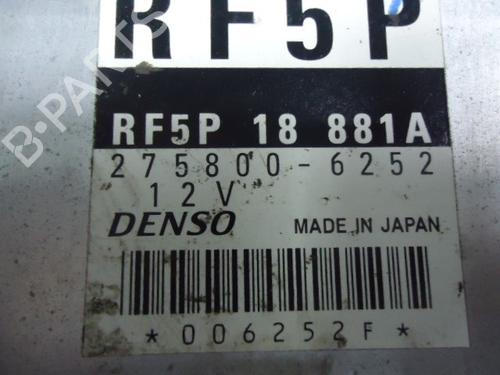 RF5P
RF5P 18 881A
275800-6252
12V
DENSO
MADE IN JAPAN
*006252F*
B-PARTS